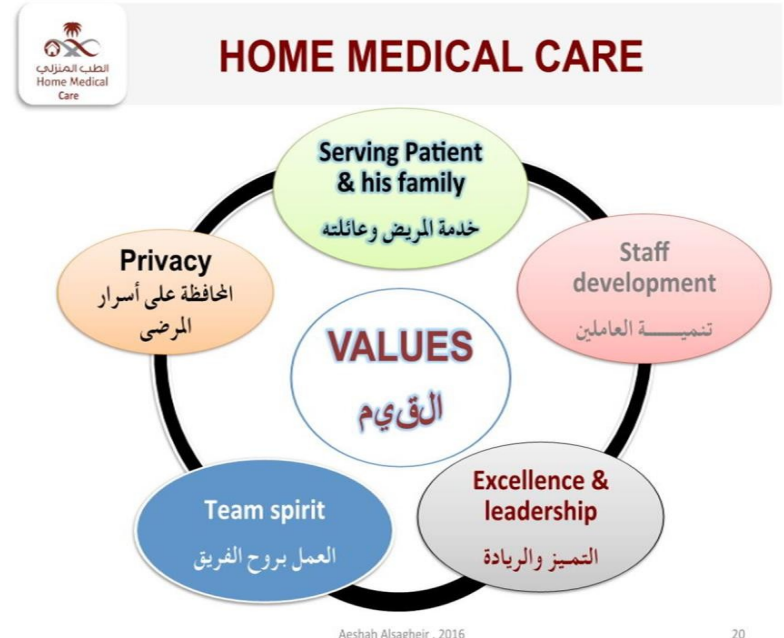 الطب المنزلي
Home Medical
Care
HOME MEDICAL CARE
Serving Patient
& his family
خدمة المريض وعائلته
Staff
development
تنميـــــة العاملين
Excellence &
leadership
التميز والريادة
Team spirit
العمل بروح الفريق
Privacy
المحافظة على أسرار
المرضى
VALUES
القيم
Aeshah Alsagheir , 2016
20